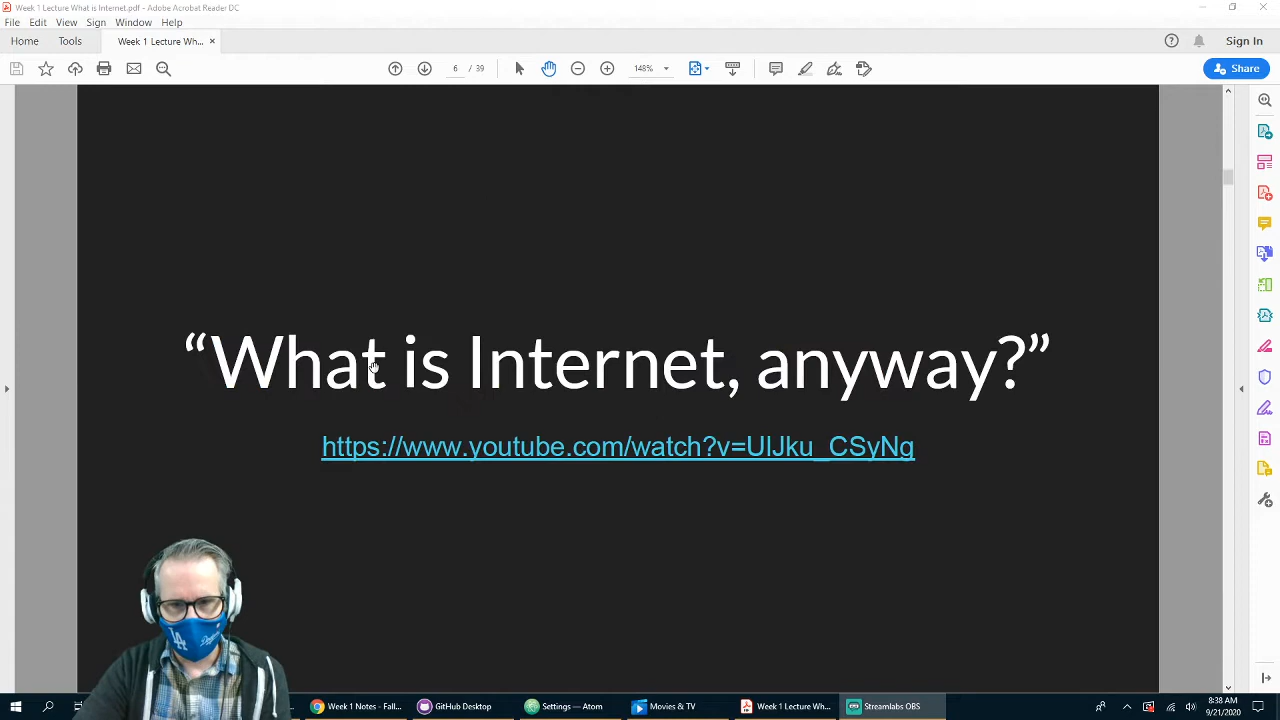 Week 1 Lecture What is Internet.pdf - Adobe Acrobat Reader DC
File Edit View Sign Window Help
Home Tools Week 1 Lecture Wh... × Sign In
6 / 39 148% Share
“What is Internet, anyway?”
https://www.youtube.com/watch?v=UlJku_CSyNg
LA
Dodgers
Week 1 Notes - Fall... GitHub Desktop Settings — Atom Movies & TV Week 1 Lecture Wh... Streamlabs OBS
8:38 AM
9/21/2020